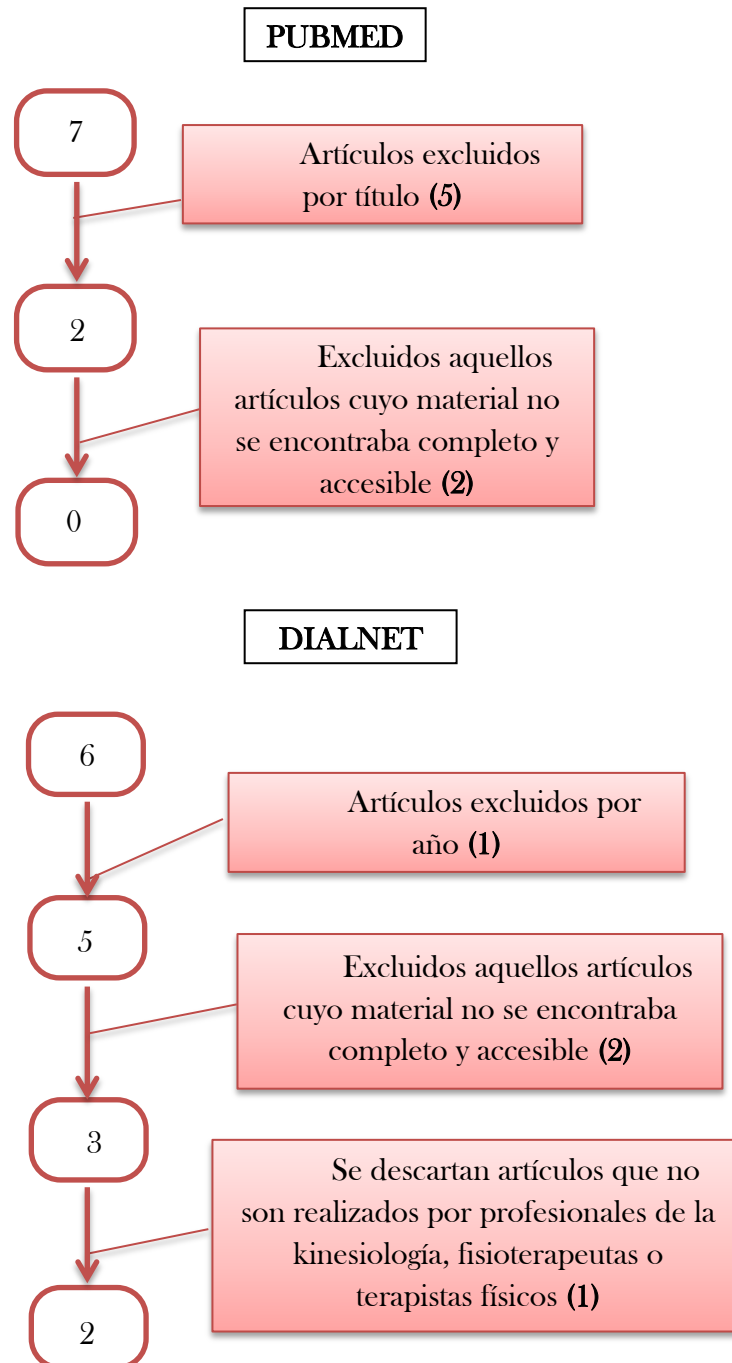 PUBMED
7
Artículos excluidos
por título (5)
2
Excluidos aquellos
artículos cuyo material no
se encontraba completo y
accesible (2)
0
DIALNET
6
Artículos excluidos por
año (1)
5
Excluidos aquellos artículos
cuyo material no se encontraba
completo y accesible (2)
3
Se descartan artículos que no
son realizados por profesionales de la
kinesiología, fisioterapeutas o
terapistas físicos (1)
2